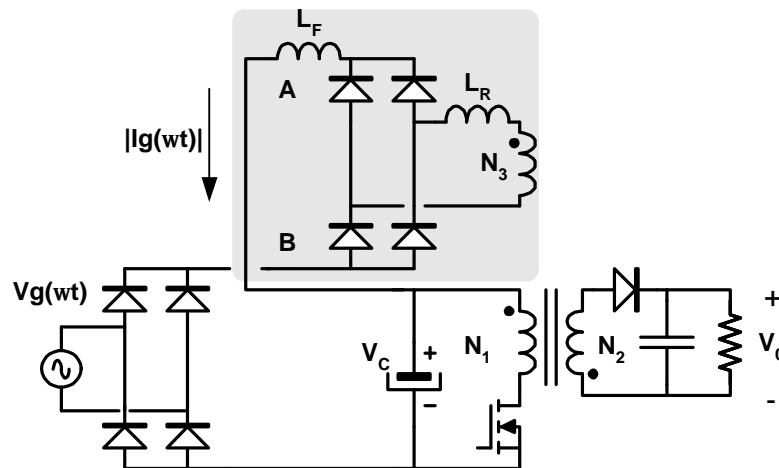 L_F
A
L_R
|Ig(wt)|
N_3
B
Vg(wt)
+
V_C
+
N_1
N_2
V_0
−
-